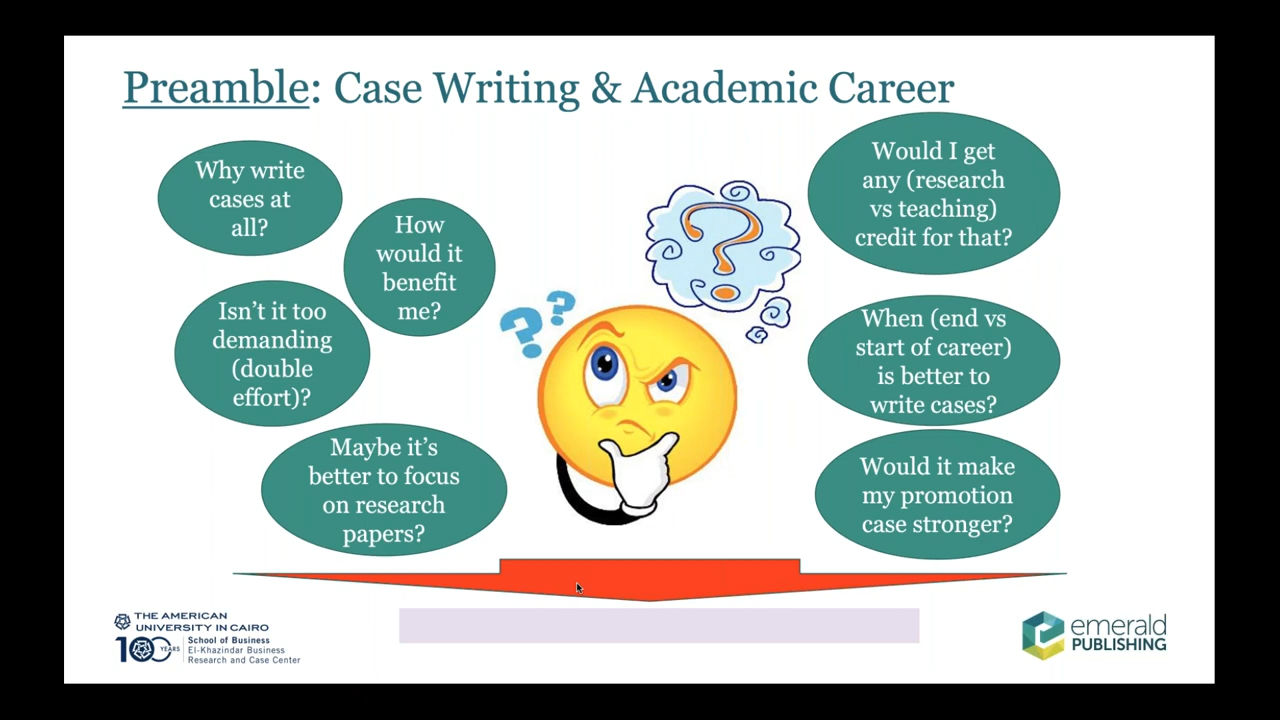 Preamble: Case Writing & Academic Career
Why write
cases at
all?
How
would it
benefit
me?
Isn't it too
demanding
(double
effort)?
Maybe it's
better to focus
on research
papers?
Would I get
any (research
vs teaching)
credit for that?
When (end vs
start of career)
is better to
write cases?
Would it make
my promotion
case stronger?
? ?
?
THE AMERICAN
UNIVERSITY IN CAIRO
100 YEARS
School of Business
El-Khazindar Business
Research and Case Center
emerald
PUBLISHING